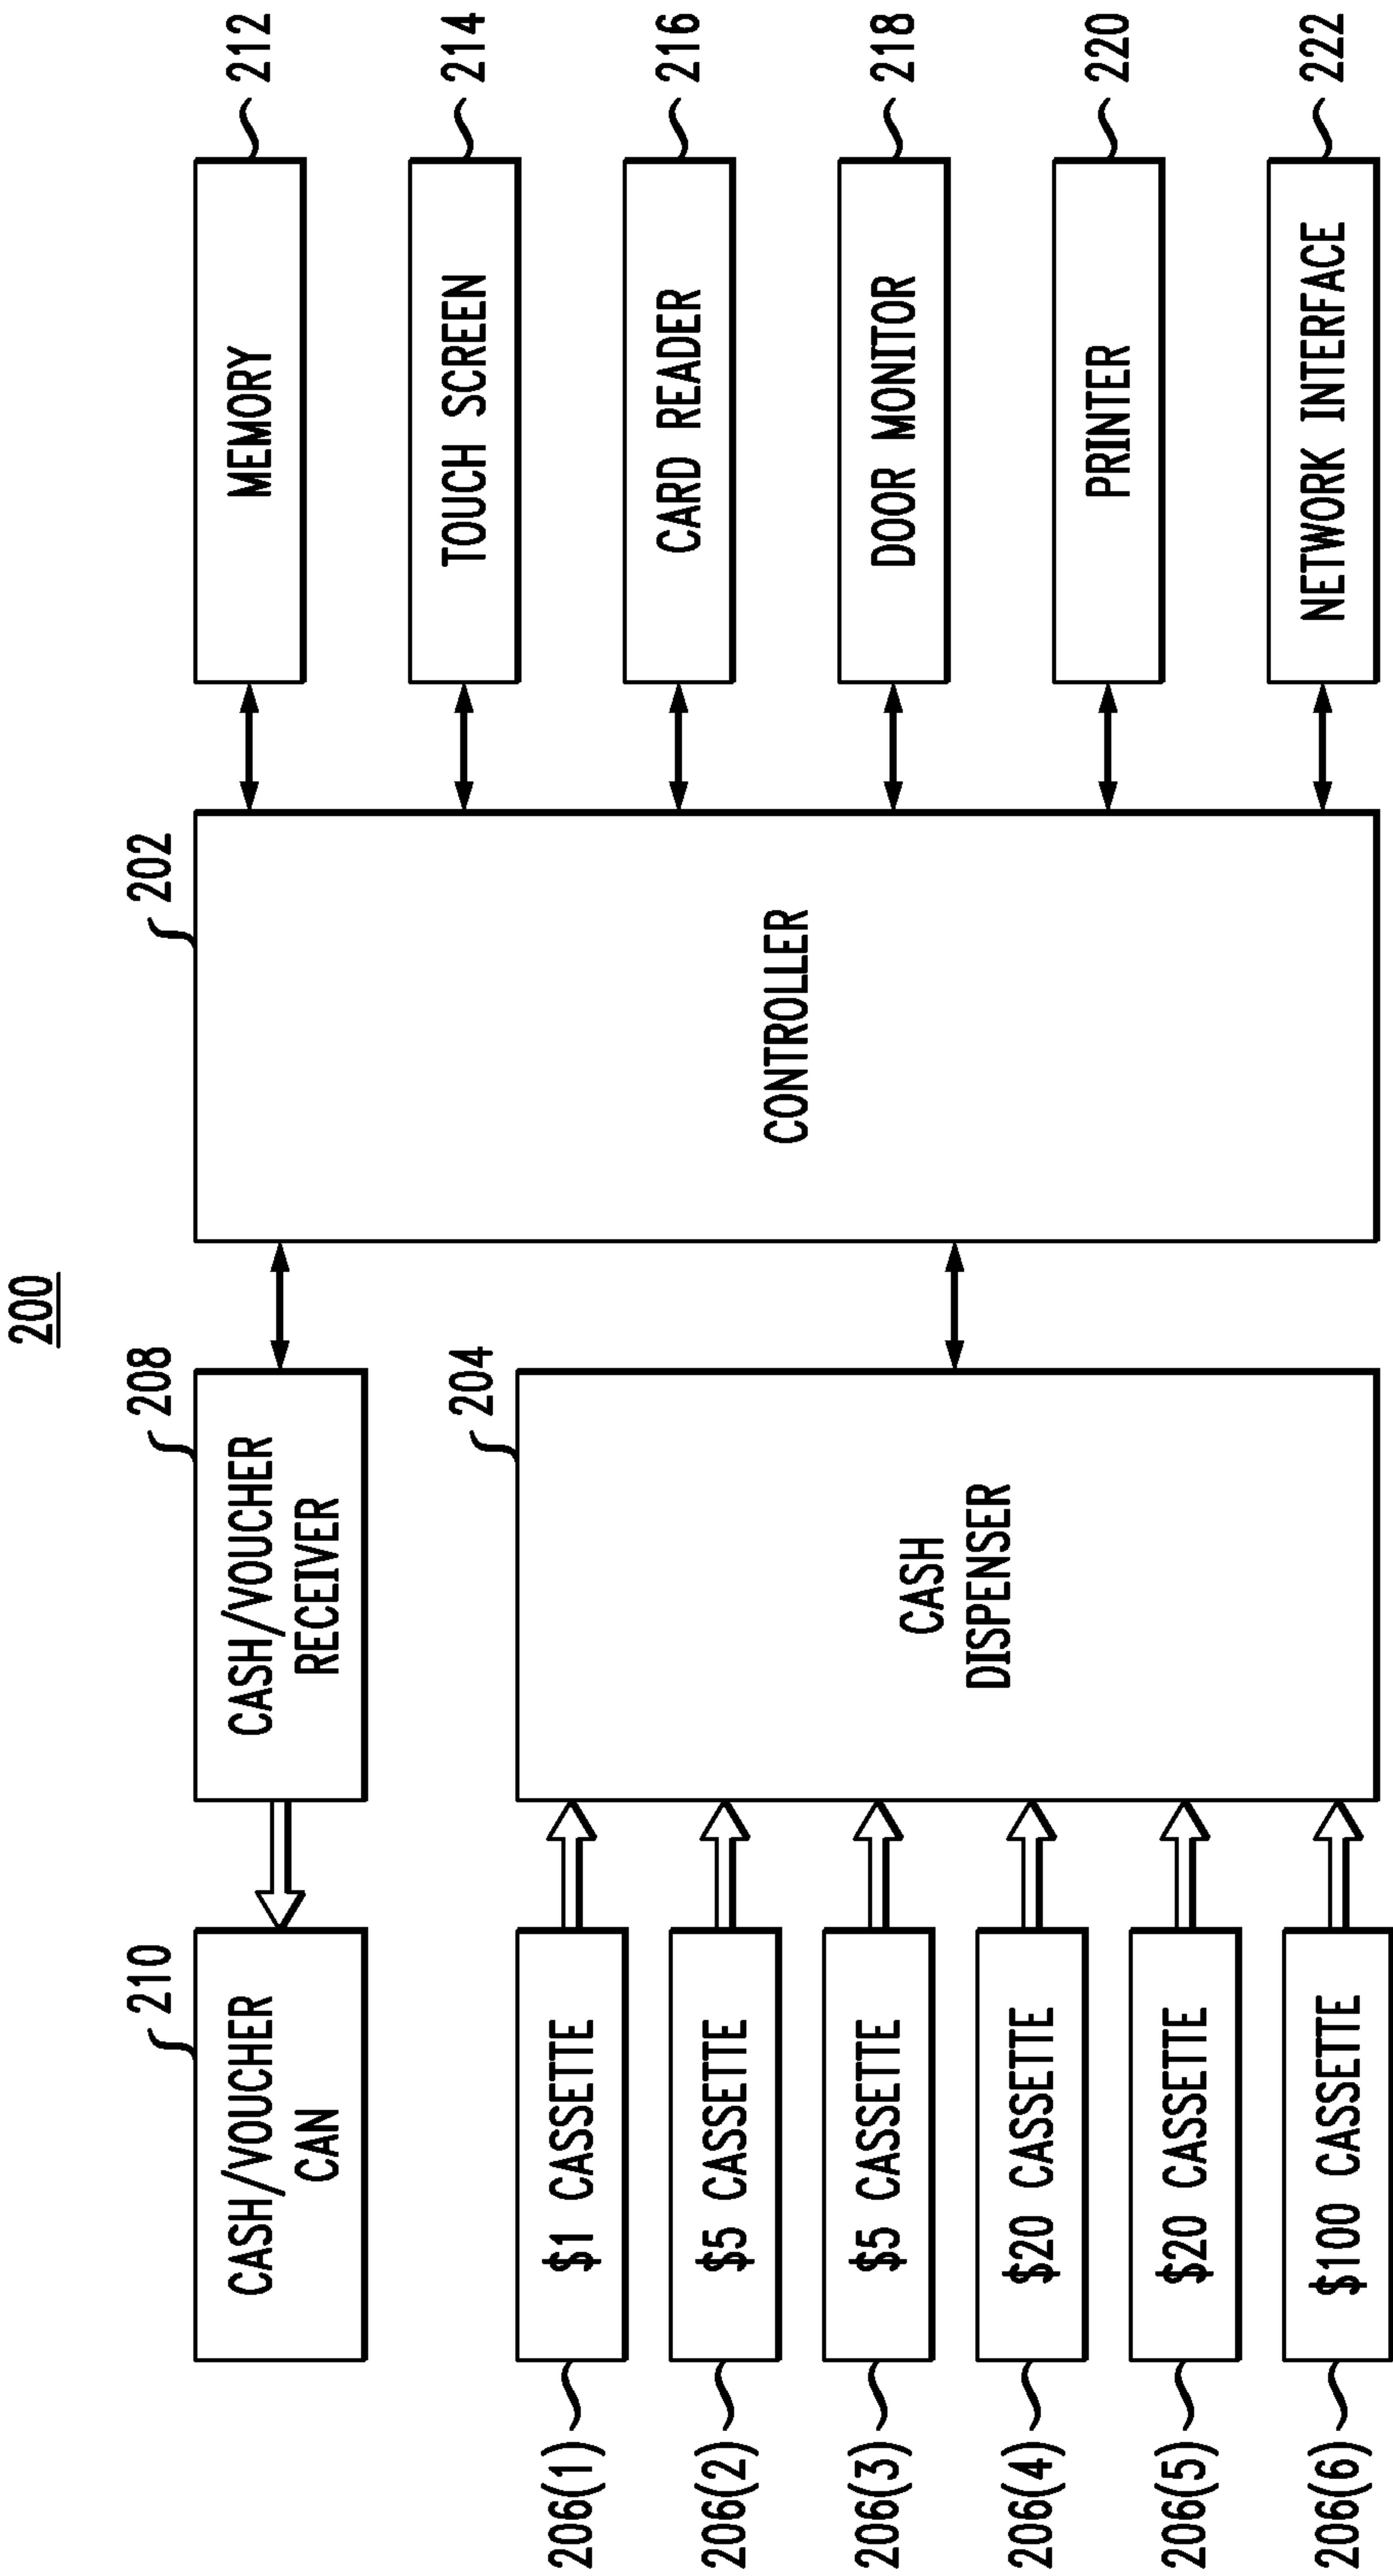 200
210
CASH/VOUCHER
CAN
208
CASH/VOUCHER
RECEIVER
202
CONTROLLER
204
CASH
DISPENSER
206(1)
$1 CASSETTE
206(2)
$5 CASSETTE
206(3)
$5 CASSETTE
206(4)
$20 CASSETTE
206(5)
$20 CASSETTE
206(6)
$100 CASSETTE
MEMORY
212
TOUCH SCREEN
214
CARD READER
216
DOOR MONITOR
218
PRINTER
220
NETWORK INTERFACE
222